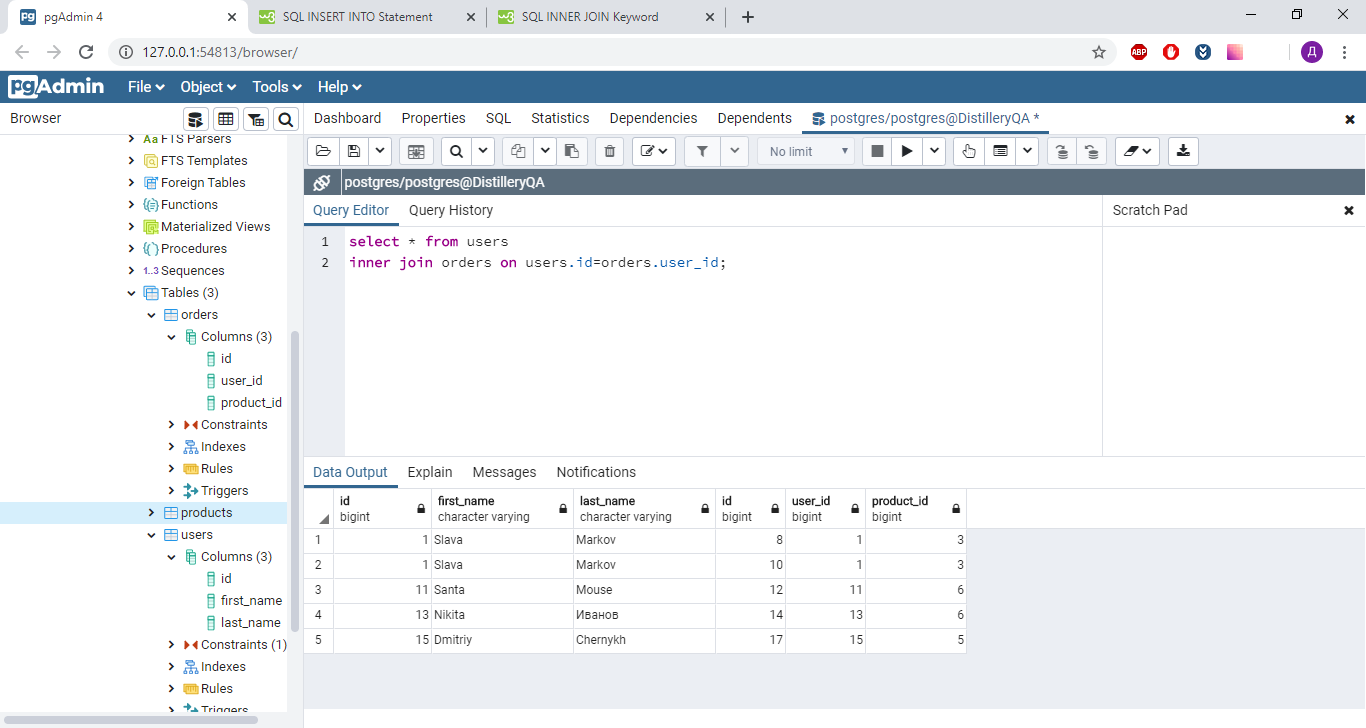 pgAdmin 4
SQL INSERT INTO Statement
SQL INNER JOIN Keyword
127.0.0.1:54813/browser/
ABP
Д
pgAdmin File Object Tools Help
Browser
Dashboard Properties SQL Statistics Dependencies Dependents postgres/postgres@DistilleryQA *
FTS Parsers
FTS Templates
Foreign Tables
Functions
Materialized Views
Procedures
1..3 Sequences
Tables (3)
orders
Columns (3)
id
user_id
product_id
Constraints
Indexes
Rules
Triggers
products
users
Columns (3)
id
first_name
last_name
Constraints (1)
Indexes
Rules
Triggers
No limit
postgres/postgres@DistilleryQA
Query Editor Query History
Scratch Pad
1 select * from users
2 inner join orders on users.id=orders.user_id;
Data Output Explain Messages Notifications
id first_name last_name id user_id product_id
bigint character varying character varying bigint bigint bigint
1 1 Slava Markov 8 1 3
2 1 Slava Markov 10 1 3
3 11 Santa Mouse 12 11 6
4 13 Nikita Иванов 14 13 6
5 15 Dmitriy Chernykh 17 15 5